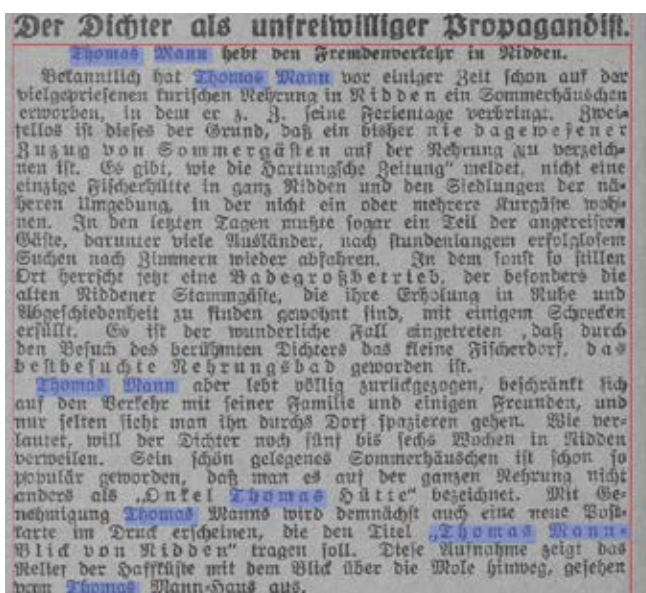 Der Dichter als unfreiwilliger Propagandist.
Thomas Mann hebt den Fremdenverkehr in Nidden.
Bekanntlich hat Thomas Mann vor einiger Zeit schon auf der
vielgepriesenen kurischen Nehrung in Nidden ein Sommerhäuschen
erworben, in dem er z. Z. seine Ferientage verbringt. Zwei-
fellos ist dieses der Grund, daß ein bisher nie dagewesener
Zuzug von Sommergästen auf der Nehrung zu verzeich-
nen ist. Es gibt, wie die Hartungsche Zeitung" meldet, nicht eine
einzige Fischerhütte in ganz Nidden und den Siedlungen der nä-
heren Umgebung, in der nicht ein oder mehrere Kurgäste woh-
nen. In den letzten Tagen mußte sogar ein Teil der angereisten
Gäste, darunter viele Ausländer, nach stundenlangem erfolglosem
Suchen nach Zimmern wieder abfahren. In dem sonst so stillen
Ort herrscht jetzt eine Badegroßbetrieb, der besonders die
alten Niddener Stammgäste, die ihre Erholung in Ruhe und
Abgeschiedenheit zu finden gewohnt sind, mit einigem Schrecken
erfüllt. Es ist der wunderliche Fall eingetreten ,daß durch
den Besuch des berühmten Dichters das kleine Fischerdorf, das
bestbesuchte Nehrungsbad geworden ist.
Thomas Mann aber lebt völlig zurückgezogen, beschränkt sich
auf den Verkehr mit seiner Familie und einigen Freunden, und
nur selten sieht man ihn durchs Dorf spazieren gehen. Wie ver-
lautet, will der Dichter noch fünf bis sechs Wochen in Nidden
verweilen. Sein schön gelegenes Sommerhäuschen ist schon so
populär geworden, daß man es auf der ganzen Nehrung nicht
anders als „Onkel Thomas Hütte" bezeichnet. Mit Ge-
nehmigung Thomas Manns wird demnächst auch eine neue Post-
karte im Druck erscheinen, die den Titel „Thomas Mann-
Blick von Nidden" tragen soll. Diese Aufnahme zeigt das
Relief der Haffküste mit dem Blick über die Mole hinweg, gesehen
vom Thomas Mann-Haus aus.